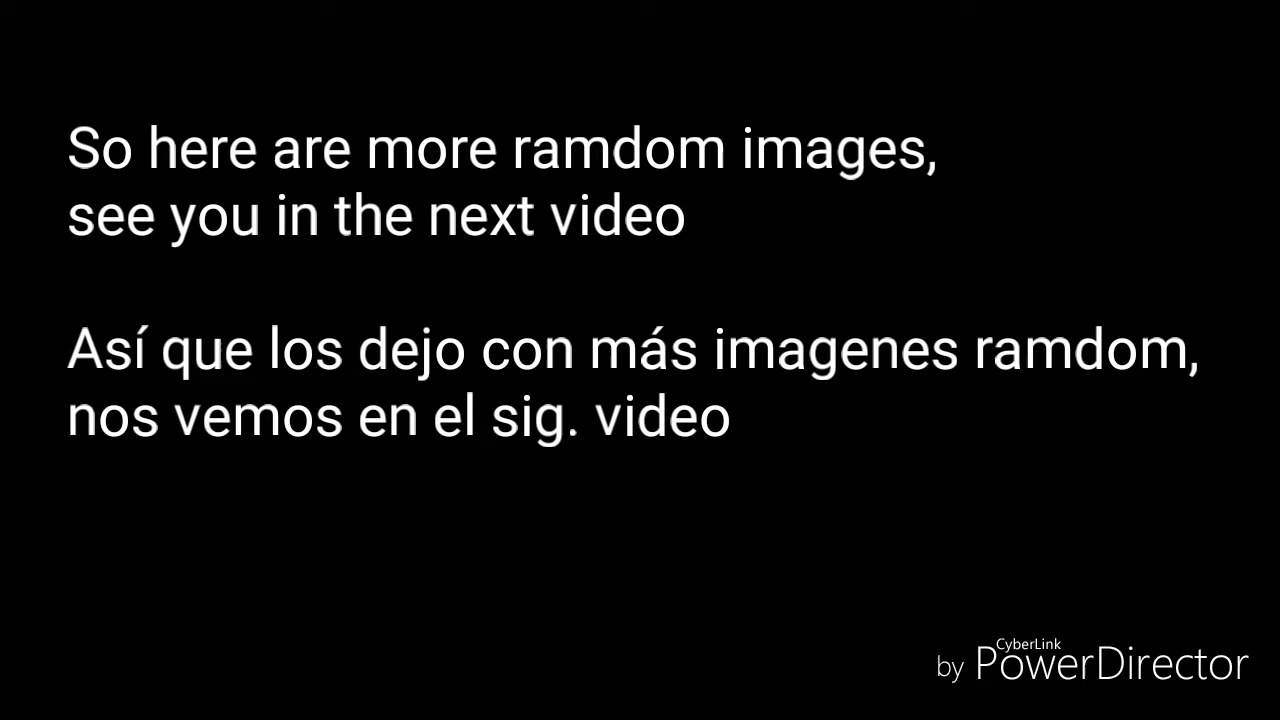 So here are more ramdom images,
see you in the next video
Así que los dejo con más imagenes ramdom,
nos vemos en el sig. video
CyberLink
by PowerDirector